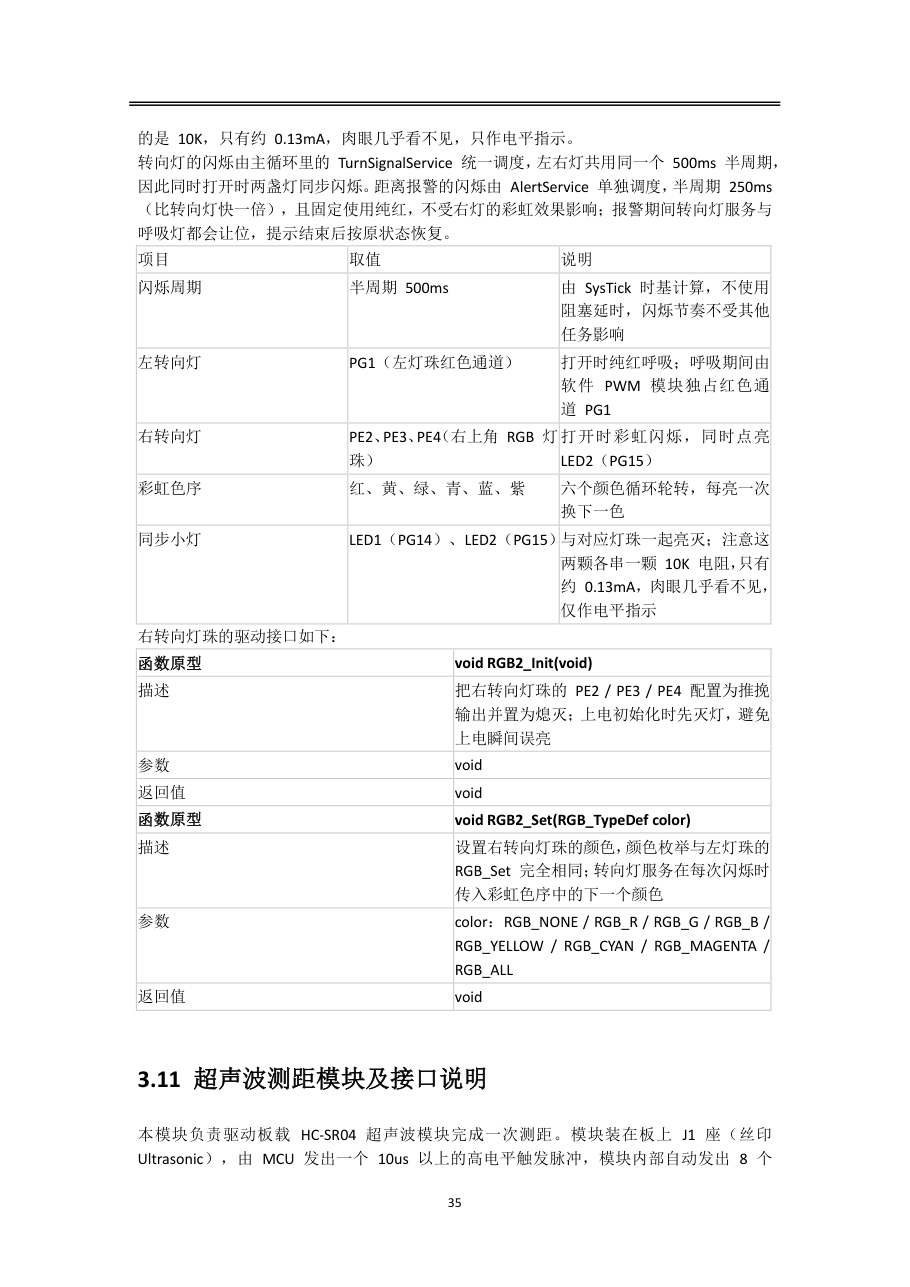 的是 10K，只有约 0.13mA，肉眼几乎看不见，只作电平指示。
转向灯的闪烁由主循环里的 TurnSignalService 统一调度，左右灯共用同一个 500ms 半周期，
因此同时打开时两盏灯同步闪烁。距离报警的闪烁由 AlertService 单独调度，半周期 250ms
（比转向灯快一倍），且固定使用纯红，不受右灯的彩虹效果影响；报警期间转向灯服务与
呼吸灯都会让位，提示结束后按原状态恢复。
项目 取值 说明
闪烁周期 半周期 500ms 由 SysTick 时基计算，不使用
阻塞延时，闪烁节奏不受其他
任务影响
左转向灯 PG1（左灯珠红色通道） 打开时纯红呼吸；呼吸期间由
软件 PWM 模块独占红色通
道 PG1
右转向灯 PE2、PE3、PE4（右上角 RGB 灯 打开时彩虹闪烁，同时点亮
珠） LED2（PG15）
彩虹色序 红、黄、绿、青、蓝、紫 六个颜色循环轮转，每亮一次
换下一色
同步小灯 LED1（PG14）、LED2（PG15） 与对应灯珠一起亮灭；注意这
两颗各串一颗 10K 电阻，只有
约 0.13mA，肉眼几乎看不见，
仅作电平指示
右转向灯珠的驱动接口如下：
函数原型 void RGB2_Init(void)
描述 把右转向灯珠的 PE2 / PE3 / PE4 配置为推挽
输出并置为熄灭；上电初始化时先灭灯，避免
上电瞬间误亮
参数 void
返回值 void
函数原型 void RGB2_Set(RGB_TypeDef color)
描述 设置右转向灯珠的颜色，颜色枚举与左灯珠的
RGB_Set 完全相同；转向灯服务在每次闪烁时
传入彩虹色序中的下一个颜色
参数 color：RGB_NONE / RGB_R / RGB_G / RGB_B /
RGB_YELLOW / RGB_CYAN / RGB_MAGENTA /
RGB_ALL
返回值 void
3.11 超声波测距模块及接口说明
本模块负责驱动板载 HC-SR04 超声波模块完成一次测距。模块装在板上 J1 座（丝印
Ultrasonic），由 MCU 发出一个 10us 以上的高电平触发脉冲，模块内部自动发出 8 个
35